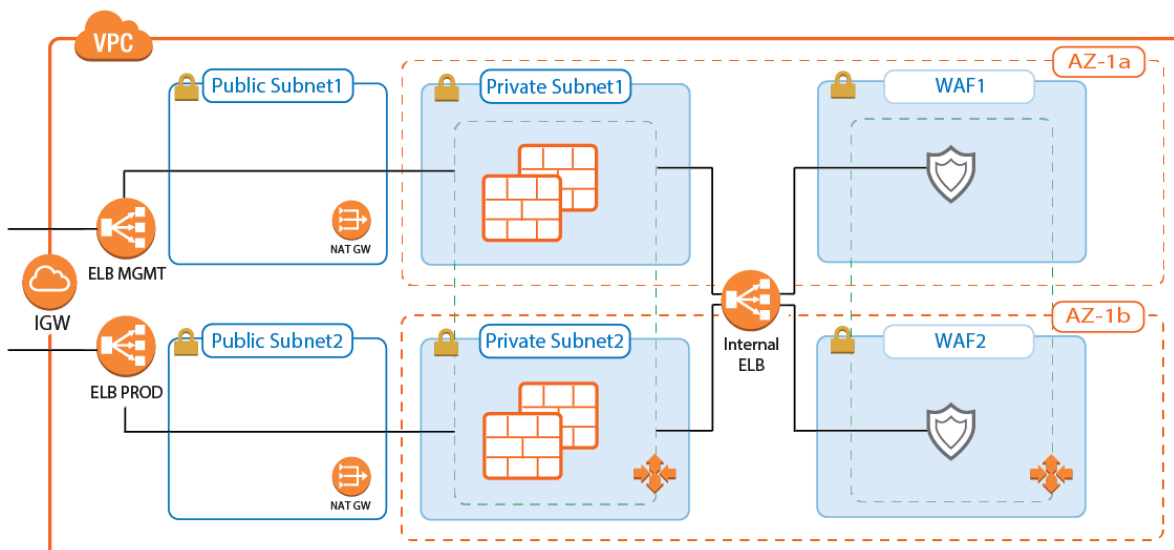 VPC
AZ-1a
Public Subnet1
Private Subnet1
WAF1
NAT GW
ELB MGMT
IGW
AZ-1b
Public Subnet2
Private Subnet2
Internal
ELB
WAF2
ELB PROD
NAT GW